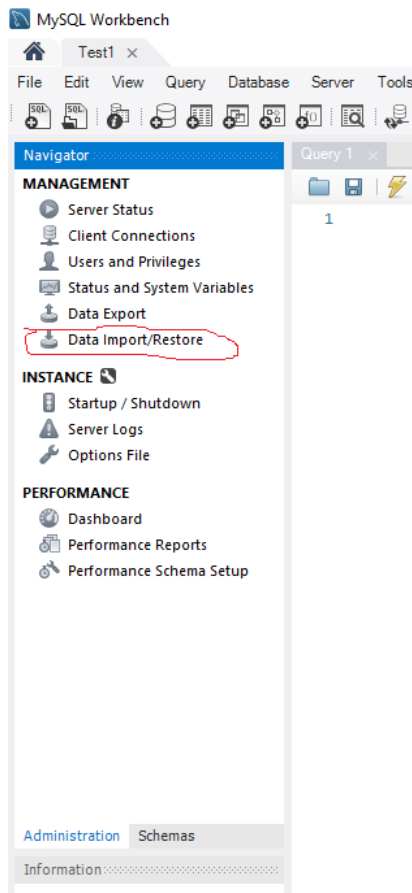 MySQL Workbench
Test1 ×
File Edit View Query Database Server Tools
SQL SQL
Navigator
Query 1 ×
MANAGEMENT
Server Status
1
Client Connections
Users and Privileges
Status and System Variables
Data Export
Data Import/Restore
INSTANCE
Startup / Shutdown
Server Logs
Options File
PERFORMANCE
Dashboard
Performance Reports
Performance Schema Setup
Administration Schemas
Information